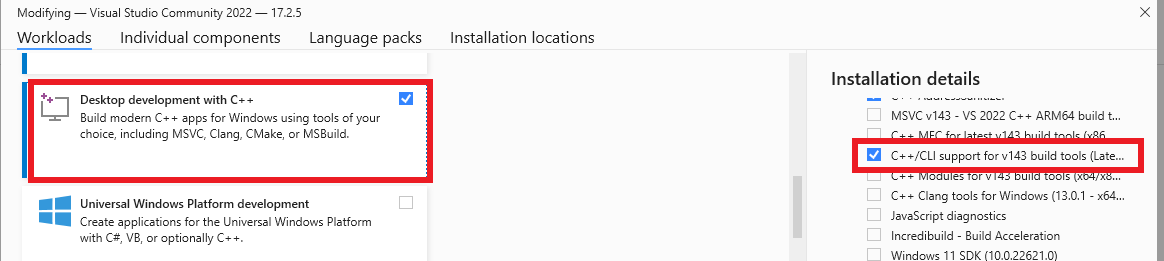 Modifying — Visual Studio Community 2022 — 17.2.5
Workloads
Individual components
Language packs
Installation locations
Desktop development with C++
Build modern C++ apps for Windows using tools of your
choice, including MSVC, Clang, CMake, or MSBuild.
Universal Windows Platform development
Create applications for the Universal Windows Platform
with C#, VB, or optionally C++.
Installation details
C++ AddressSanitizer
MSVC v143 - VS 2022 C++ ARM64 build t...
C++ MFC for latest v143 build tools (x86
C++/CLI support for v143 build tools (Late...
C++ Modules for v143 build tools (x64/x8...
C++ Clang tools for Windows (13.0.1 - x64...
JavaScript diagnostics
Incredibuild - Build Acceleration
Windows 11 SDK (10.0.22621.0)